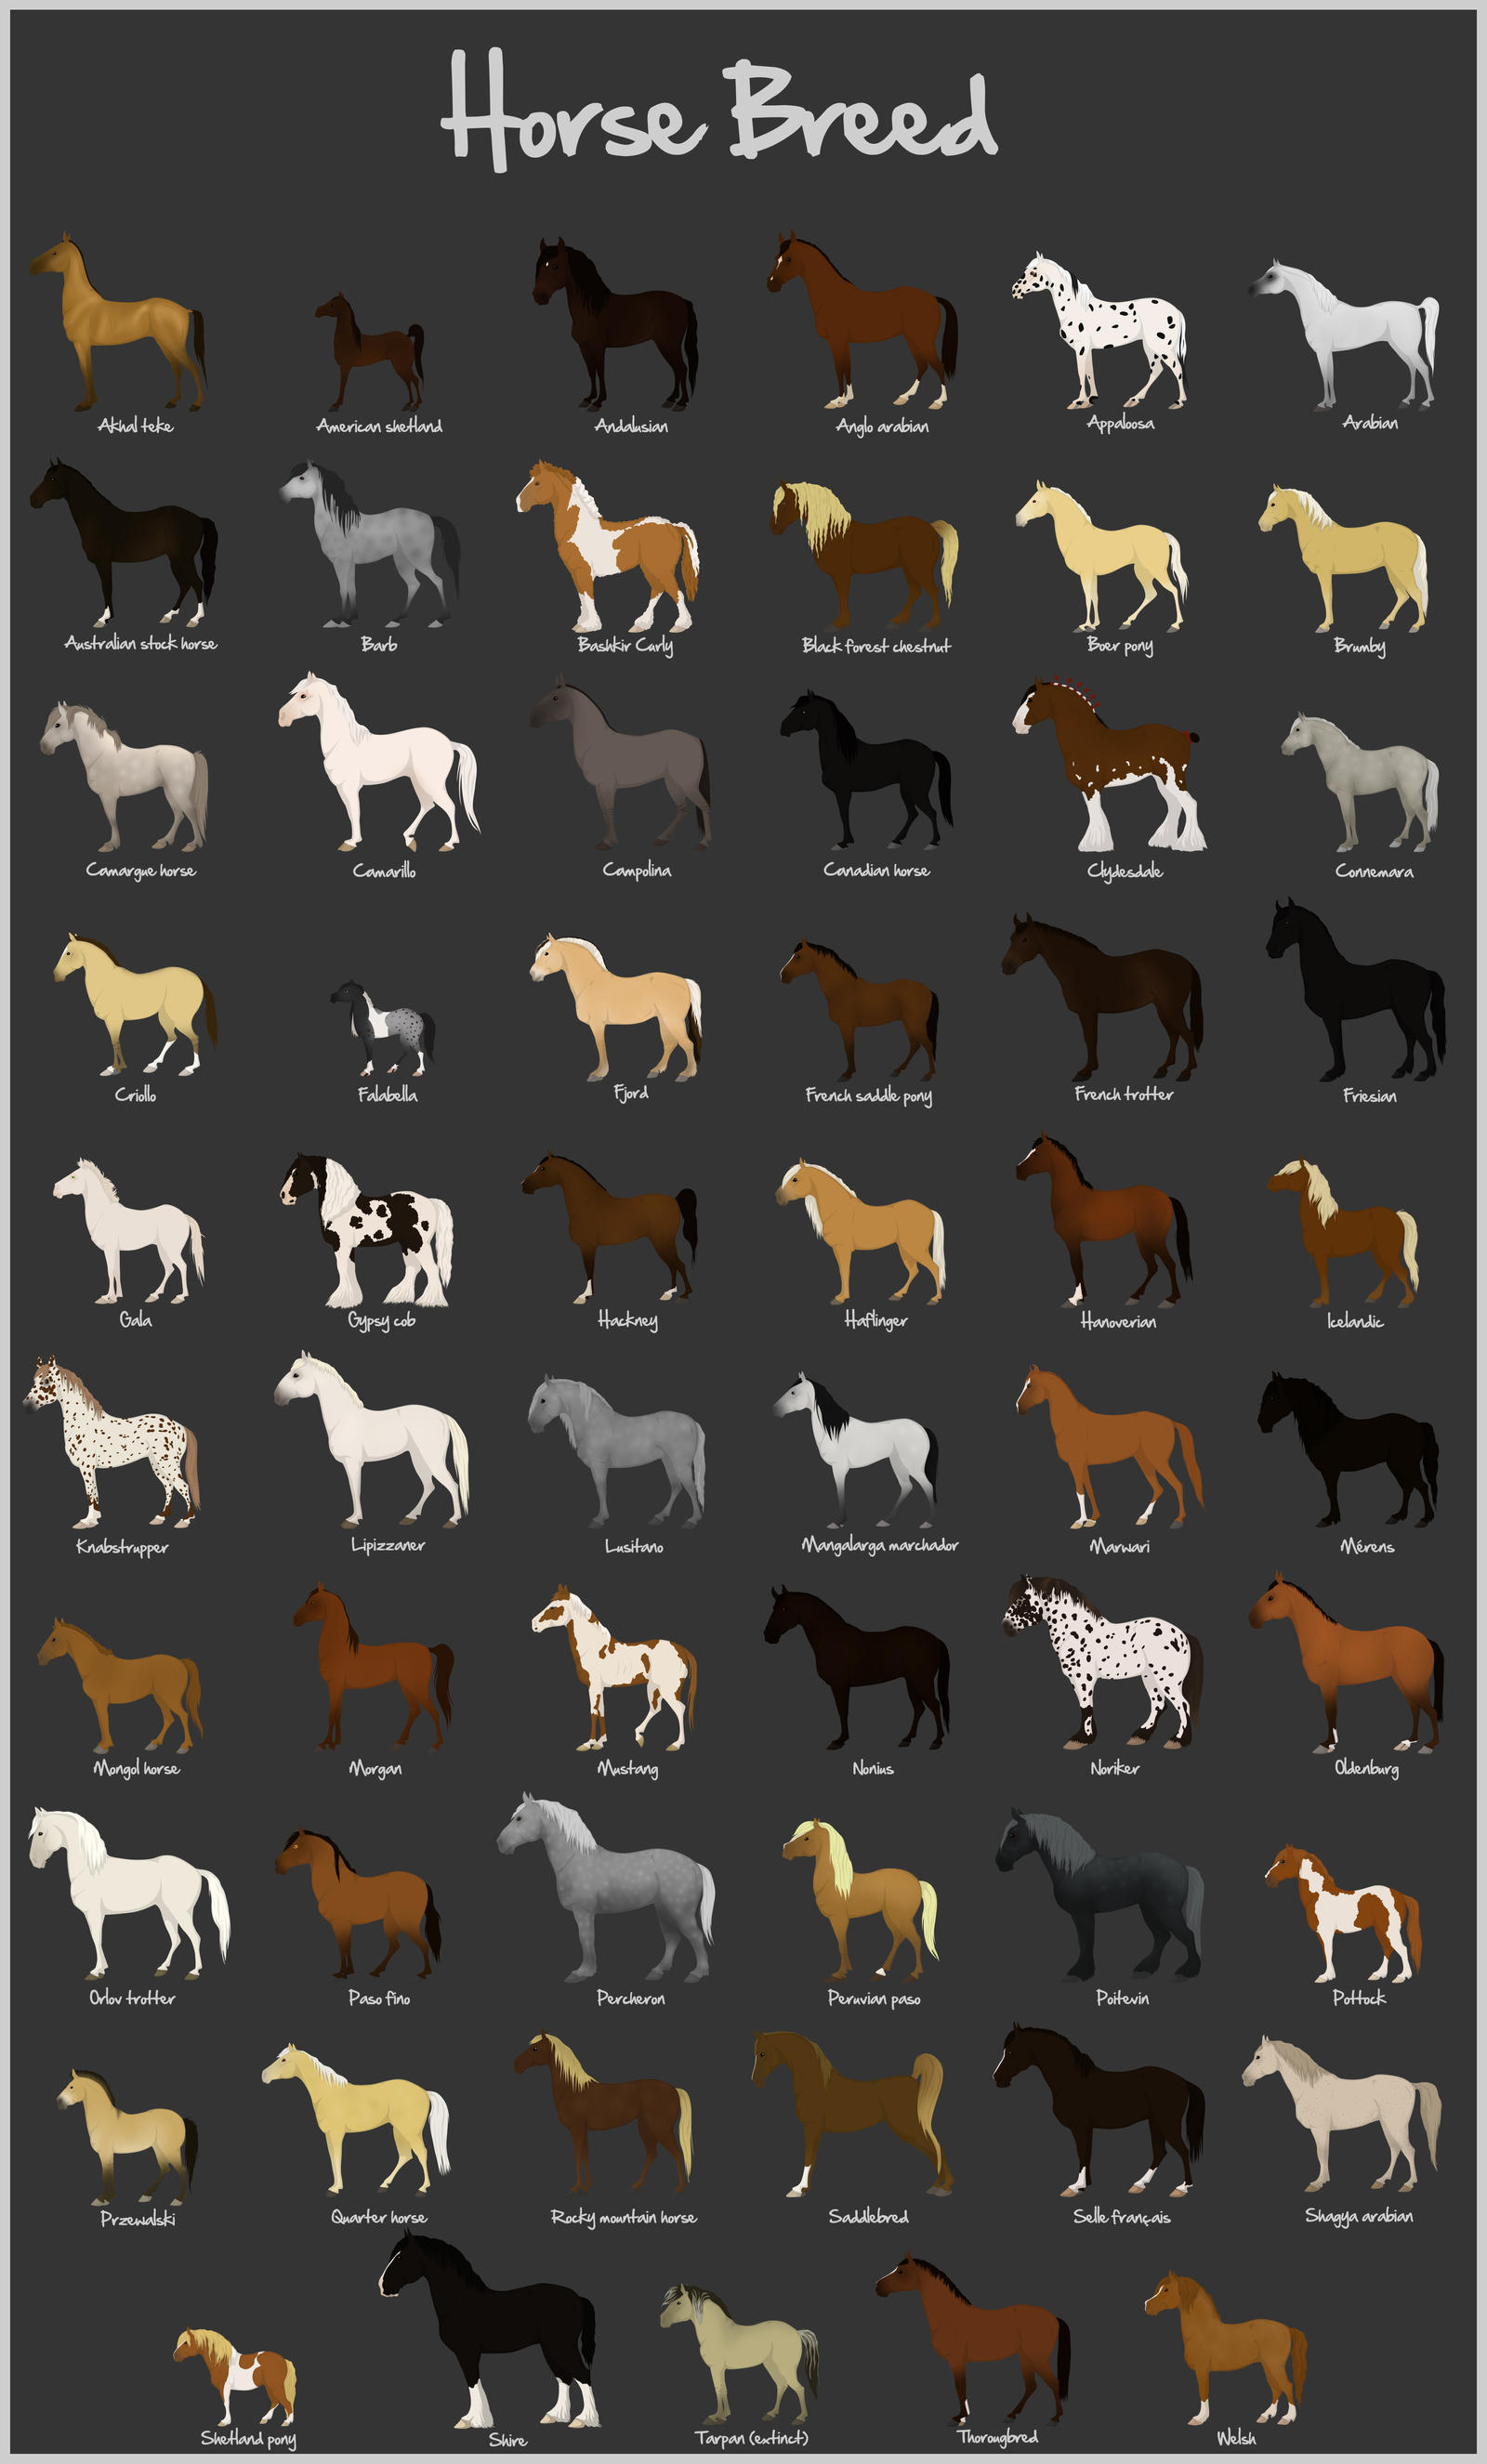 Horse Breed
Akhal teke
American shetland
Andalusian
Anglo arabian
Appaloosa
Arabian
Australian stock horse
Barb
Bashkir Curly
Black forest chestnut
Boer pony
Brumby
Camargue horse
Camarillo
Campolina
Canadian horse
Clydesdale
Connemara
Criollo
Falabella
Fjord
French saddle pony
French trotter
Friesian
Gala
Gypsy cob
Hackney
Haflinger
Hanoverian
Icelandic
Knabstrupper
Lipizzaner
Lusitano
Mangalarga marchador
Marwari
Mérens
Mongol horse
Morgan
Mustang
Nonius
Noriker
Oldenburg
Orlov trotter
Paso fino
Percheron
Peruvian paso
Poitevin
Pottock
Przewalski
Quarter horse
Rocky mountain horse
Saddlebred
Selle français
Shagya arabian
Shetland pony
Shire
Tarpan (extinct)
Thorougbred
Welsh